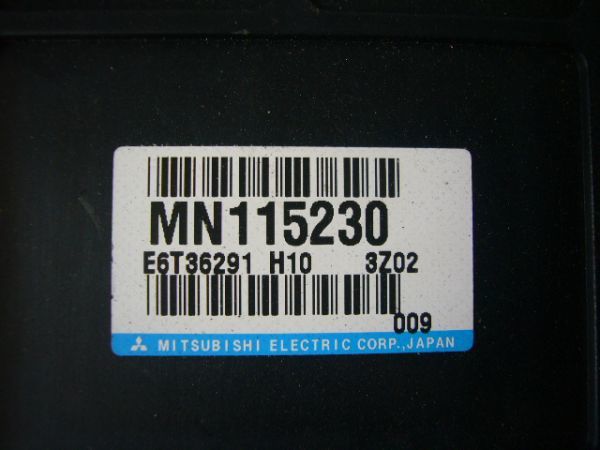 MN115230
E6T36291 H10 3Z02
009
MITSUBISHI ELECTRIC CORP.,JAPAN